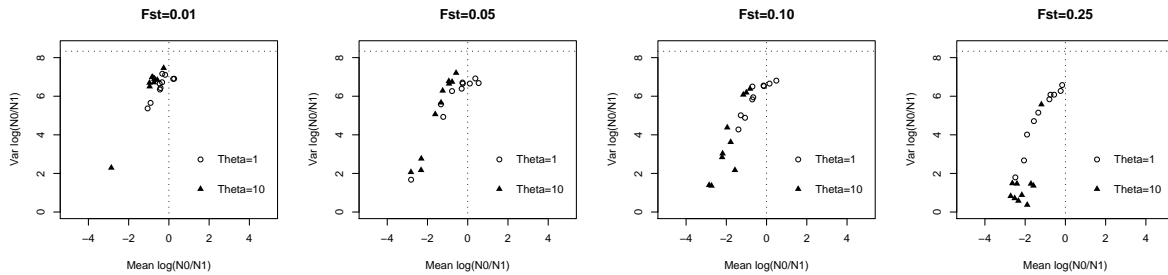 Fst=0.01
Var log(N0/N1)
8
6
4
2
0
Theta=1
Theta=10
−4 −2 0 2 4
Mean log(N0/N1)
Fst=0.05
Var log(N0/N1)
8
6
4
2
0
Theta=1
Theta=10
−4 −2 0 2 4
Mean log(N0/N1)
Fst=0.10
Var log(N0/N1)
8
6
4
2
0
Theta=1
Theta=10
−4 −2 0 2 4
Mean log(N0/N1)
Fst=0.25
Var log(N0/N1)
8
6
4
2
0
Theta=1
Theta=10
−4 −2 0 2 4
Mean log(N0/N1)